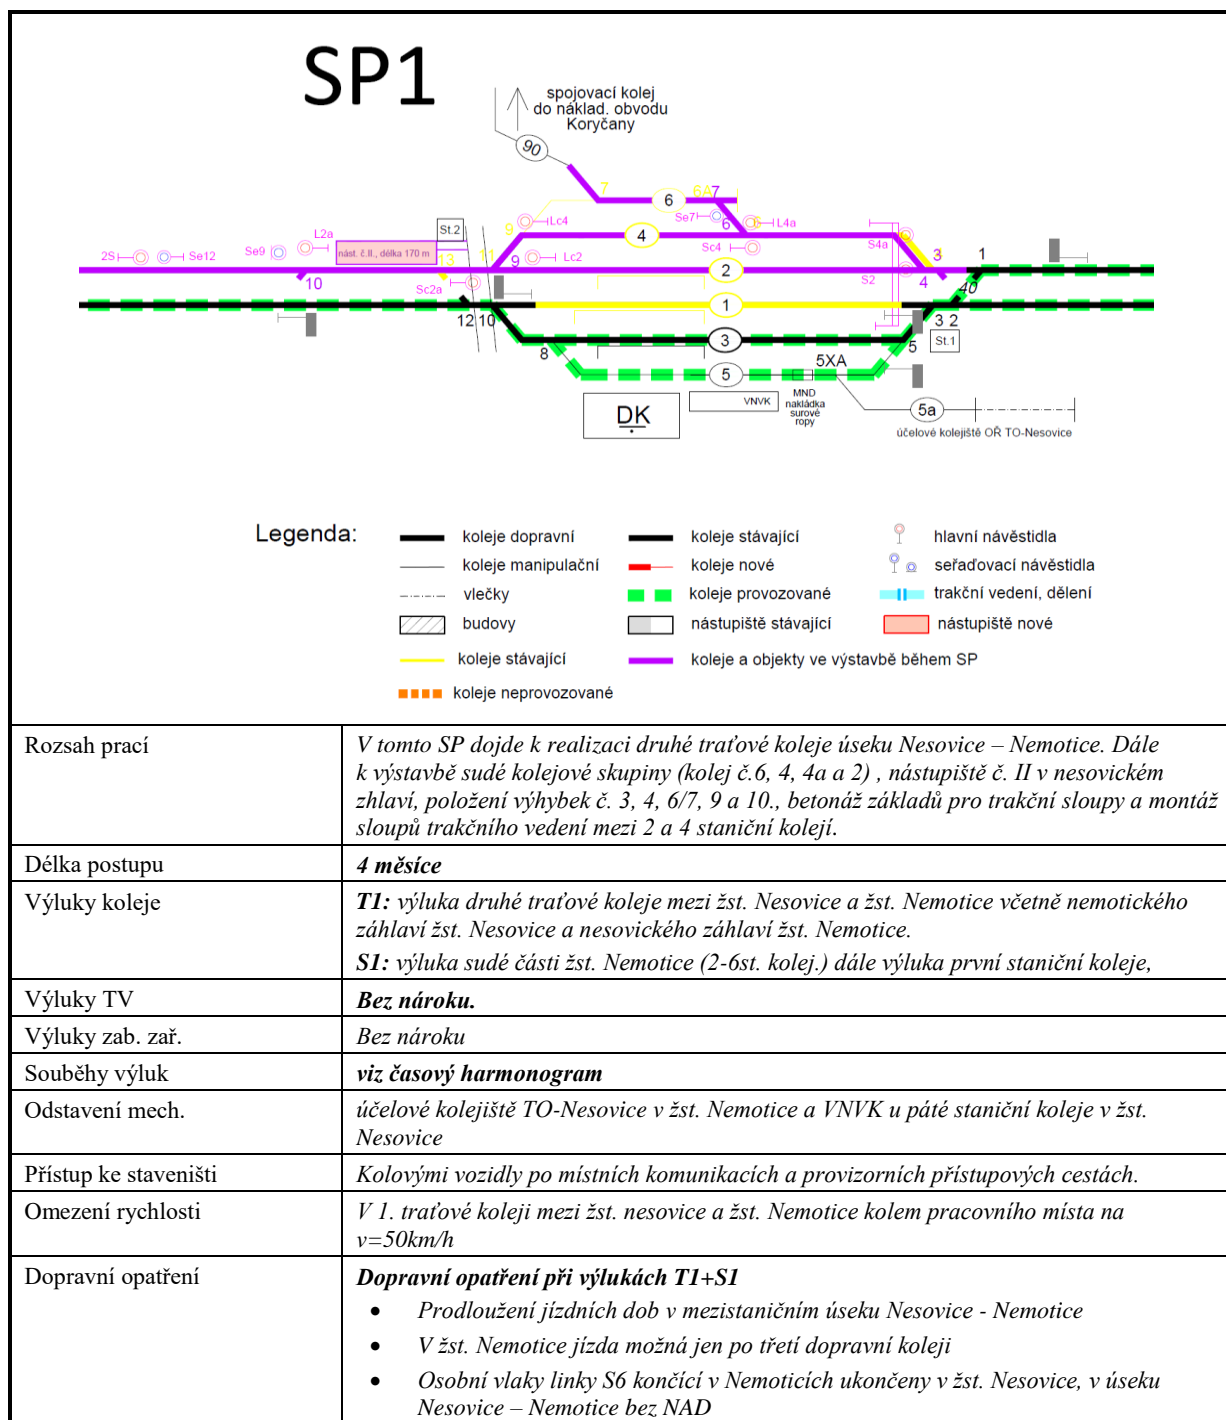 SP1
spojovací kolej
do náklad. obvodu
Koryčany
90
7
6
6A
7
Se7
6
6
L4a
9
Lc4
4
Sc4
S4a
St.2
L2a
nást. č.II., délka 170 m
2S
Se12
Se9
11
13
9
Lc2
2
S2
3
4
1
10
Sc2a
1
40
12
10
3
2
8
3
5
St.1
5XA
5
VNVK
MND
nakládka
surové
ropy
5a
DK
účelové kolejiště OŘ TO-Nesovice
Legenda:
koleje dopravní
koleje stávající
hlavní návěstidla
koleje manipulační
koleje nové
seřaďovací návěstidla
vlečky
koleje provozované
trakční vedení, dělení
budovy
nástupiště stávající
nástupiště nové
koleje stávající
koleje a objekty ve výstavbě během SP
koleje neprovozované
Rozsah prací
V tomto SP dojde k realizaci druhé traťové koleje úseku Nesovice – Nemotice. Dále
k výstavbě sudé kolejové skupiny (kolej č.6, 4, 4a a 2) , nástupiště č. II v nesovickém
zhlaví, položení výhybek č. 3, 4, 6/7, 9 a 10., betonáž základů pro trakční sloupy a montáž
sloupů trakčního vedení mezi 2 a 4 staniční kolejí.
Délka postupu
4 měsíce
Výluky koleje
T1: výluka druhé traťové koleje mezi žst. Nesovice a žst. Nemotice včetně nemotického
záhlaví žst. Nesovice a nesovického záhlaví žst. Nemotice.
S1: výluka sudé části žst. Nemotice (2-6st. kolej.) dále výluka první staniční koleje,
Výluky TV
Bez nároku.
Výluky zab. zař.
Bez nároku
Souběhy výluk
viz časový harmonogram
Odstavení mech.
účelové kolejiště TO-Nesovice v žst. Nemotice a VNVK u páté staniční koleje v žst.
Nesovice
Přístup ke staveništi
Kolovými vozidly po místních komunikacích a provizorních přístupových cestách.
Omezení rychlosti
V 1. traťové koleji mezi žst. nesovice a žst. Nemotice kolem pracovního místa na
v=50km/h
Dopravní opatření
Dopravní opatření při výlukách T1+S1
• Prodloužení jízdních dob v mezistaničním úseku Nesovice - Nemotice
• V žst. Nemotice jízda možná jen po třetí dopravní koleji
• Osobní vlaky linky S6 končící v Nemoticích ukončeny v žst. Nesovice, v úseku
Nesovice – Nemotice bez NAD